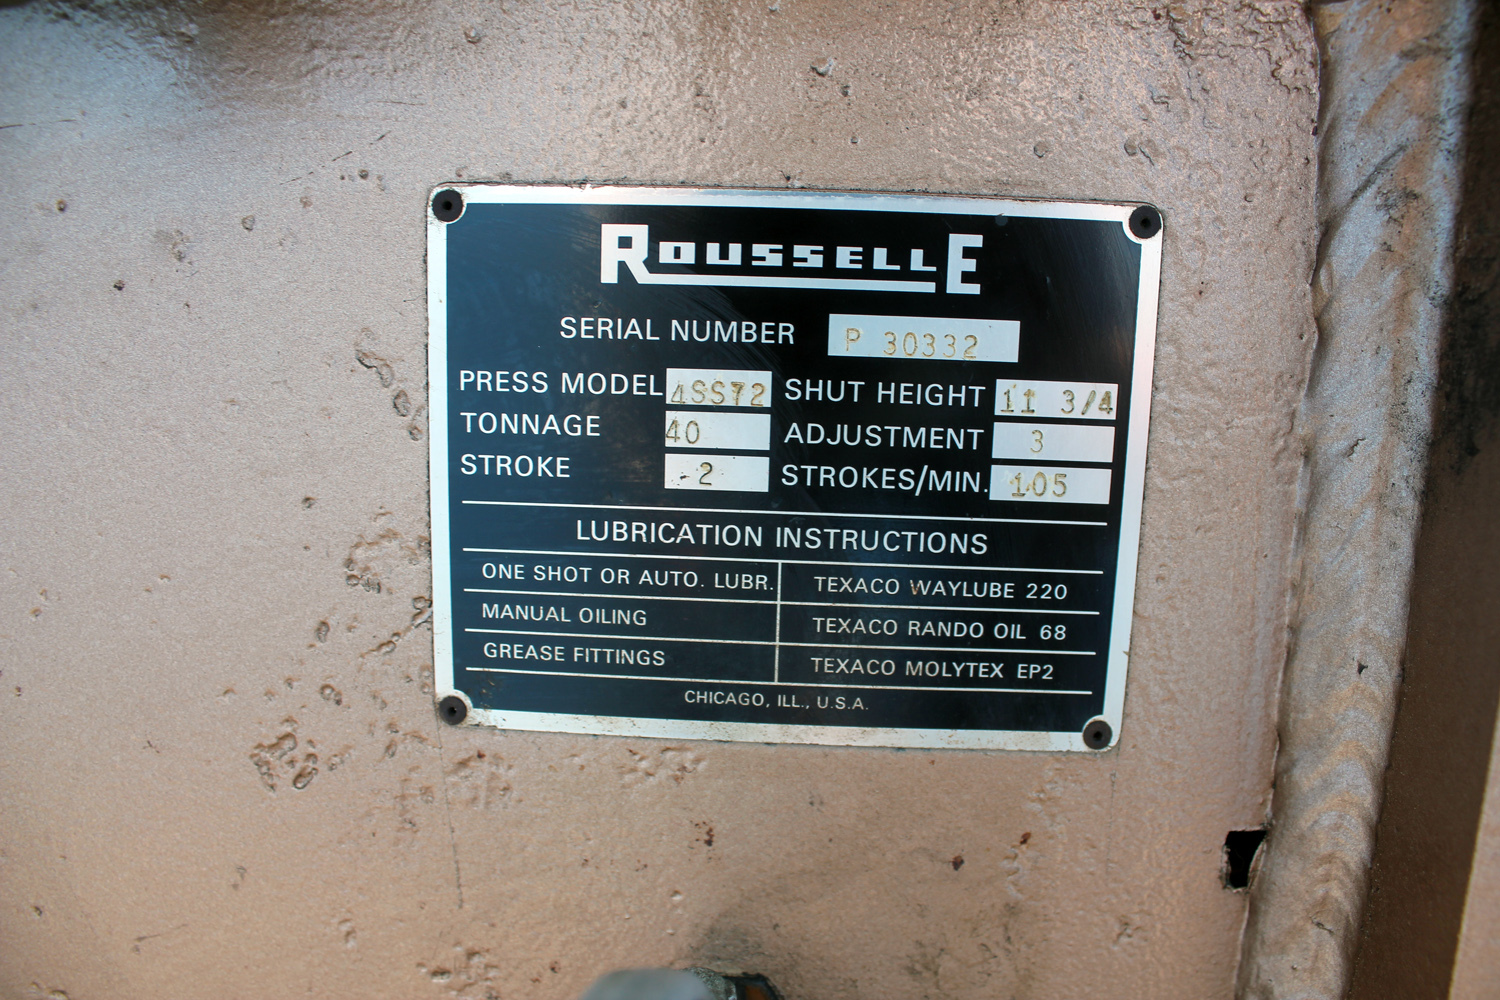 ROUSSELLE
SERIAL NUMBER P 30332
PRESS MODEL 4SS72 SHUT HEIGHT 11 3/4
TONNAGE 40 ADJUSTMENT 3
STROKE 2 STROKES/MIN. 105
LUBRICATION INSTRUCTIONS
ONE SHOT OR AUTO. LUBR. TEXACO WAYLUBE 220
MANUAL OILING TEXACO RANDO OIL 68
GREASE FITTINGS TEXACO MOLYTEX EP2
CHICAGO, ILL., U.S.A.